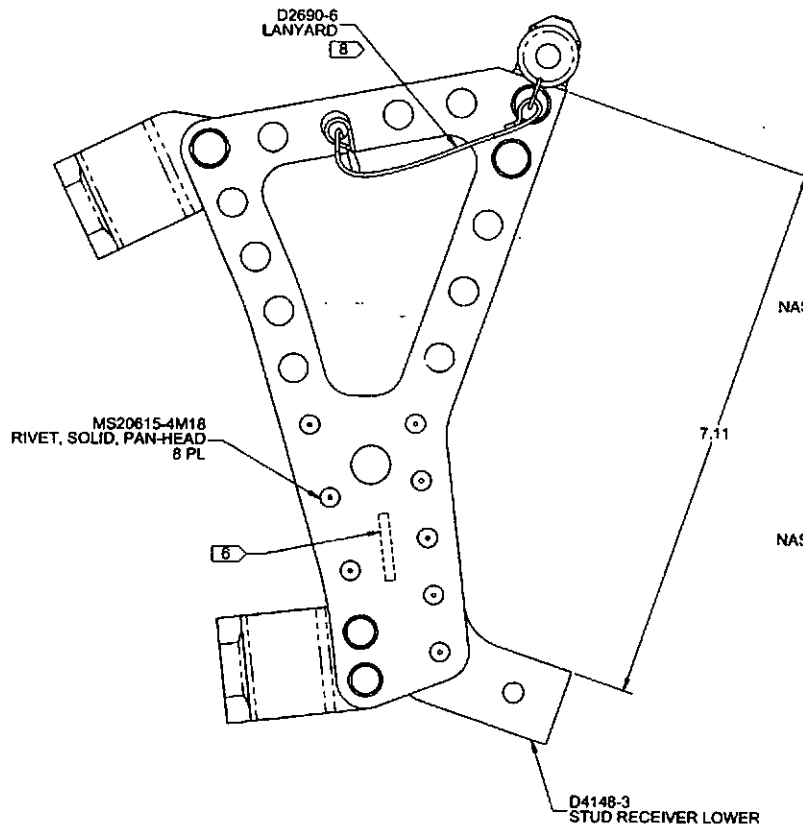 D2690-6
LANYARD
8
NAS
7.11
MS20615-4M18
RIVET, SOLID, PAN-HEAD
8 PL
6
NAS
D4148-3
STUD RECEIVER LOWER